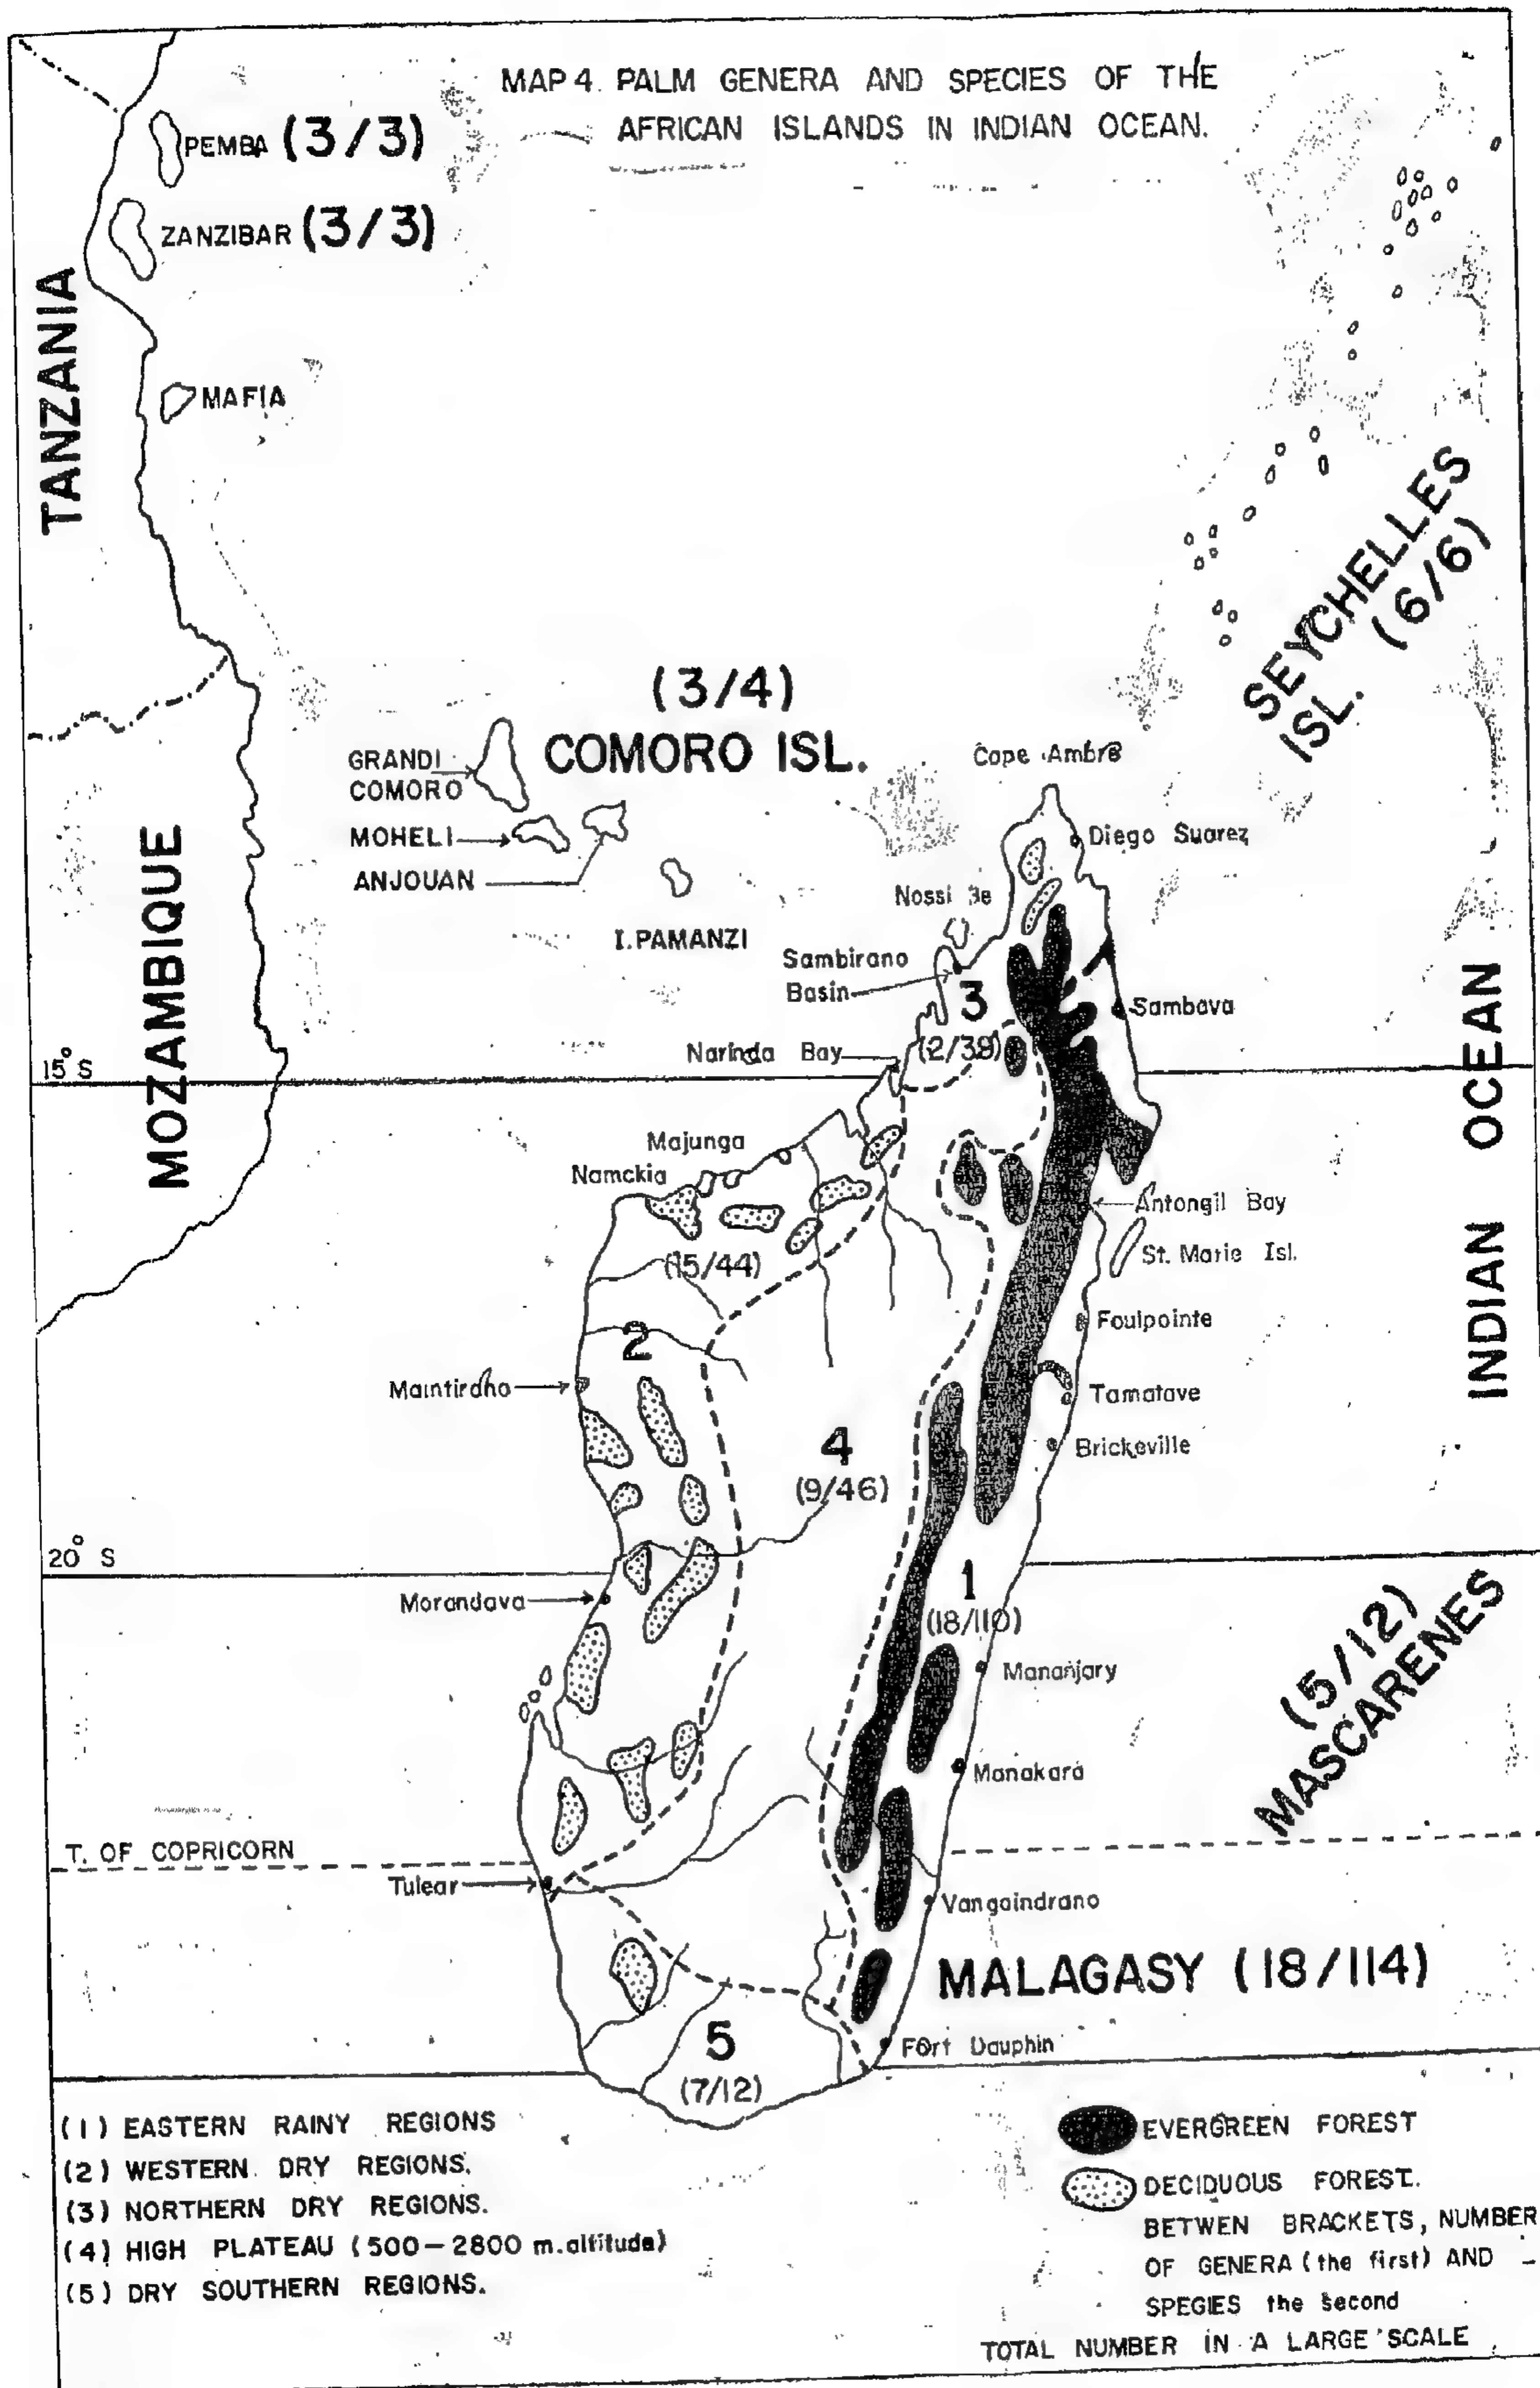 MAP 4. PALM GENERA AND SPECIES OF THE
AFRICAN ISLANDS IN INDIAN OCEAN.
PEMBA (3/3)
ZANZIBAR (3/3)
TANZANIA
MAFIA
SEYCHELLES
ISL. (6/6)
(3/4)
COMORO ISL.
GRANDI
COMORO
MOHELI
ANJOUAN
I. PAMANZI
MOZAMBIQUE
Cape Ambre
Diego Suarez
Nossi Be
Sambirano
Basin
3
(2/39)
Sambava
Narinda Bay
15° S
INDIAN OCEAN
Majunga
Namckia
(15/44)
Antongil Bay
St. Marie Isl.
Foulpointe
2
Maintirdho
Tamatave
4
(9/46)
Brickeville
20° S
1
(18/110)
Morandava
Mananjary
(5/12)
MASCARENES
Manakara
T. OF COPRICORN
Tulear
Vangaindrano
MALAGASY (18/114)
5
(7/12)
Fort Dauphin
(1) EASTERN RAINY REGIONS
(2) WESTERN DRY REGIONS.
(3) NORTHERN DRY REGIONS.
(4) HIGH PLATEAU (500-2800 m.altitude)
(5) DRY SOUTHERN REGIONS.
EVERGREEN FOREST
DECIDUOUS FOREST.
BETWEN BRACKETS, NUMBER
OF GENERA (the first) AND
SPEGIES the second
TOTAL NUMBER IN A LARGE SCALE